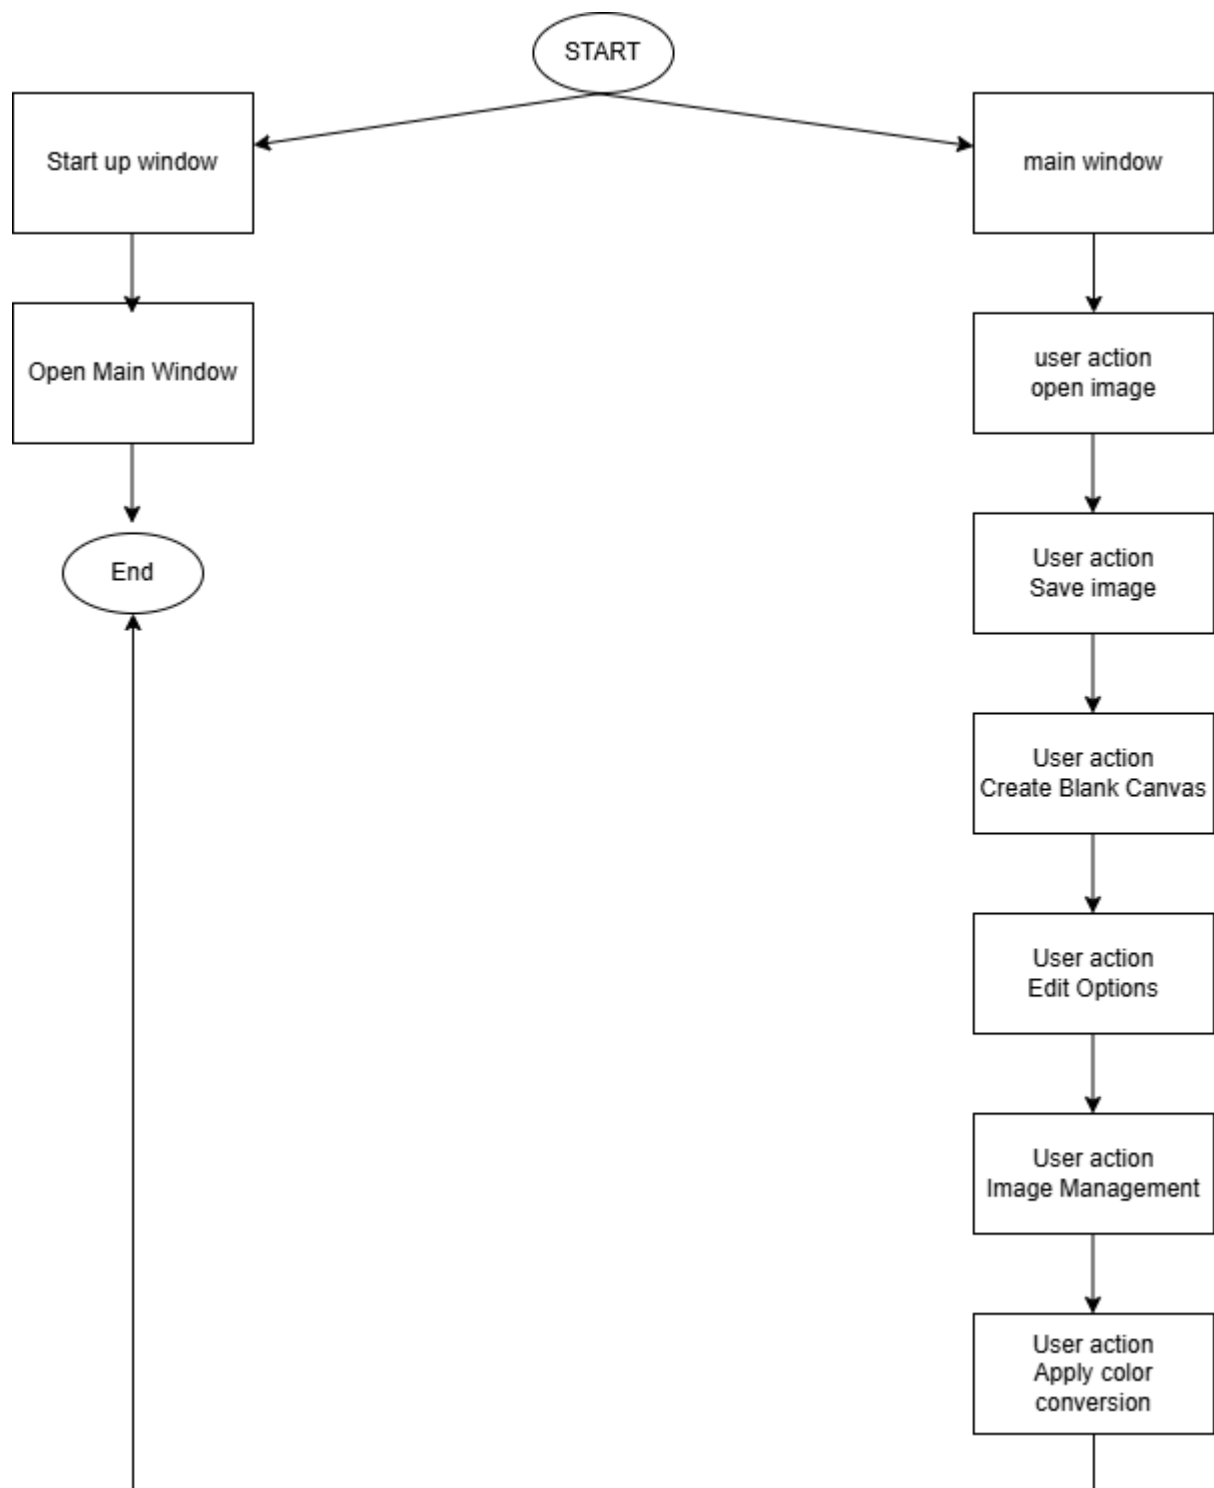 START
Start up window
main window
Open Main Window
user action
open image
End
User action
Save image
User action
Create Blank Canvas
User action
Edit Options
User action
Image Management
User action
Apply color
conversion